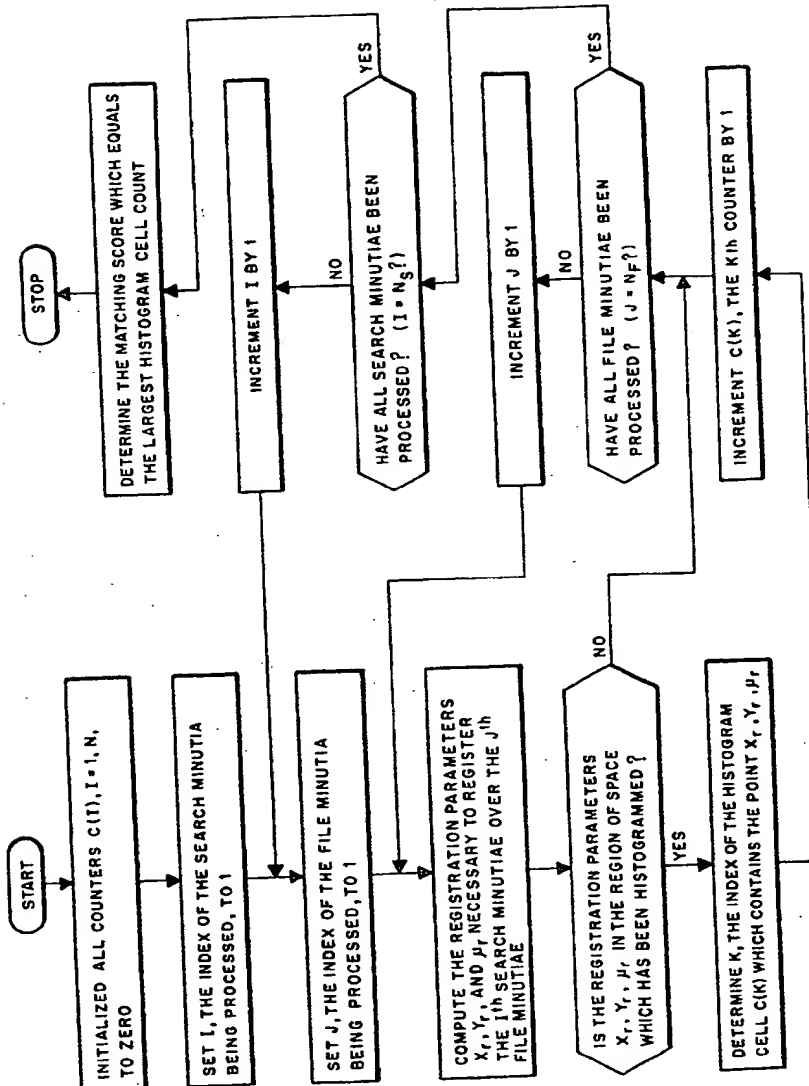 START
INITIALIZED ALL COUNTERS C(T), I = 1, N,
TO ZERO
SET I, THE INDEX OF THE SEARCH MINUTIA
BEING PROCESSED, TO 1
SET J, THE INDEX OF THE FILE MINUTIA
BEING PROCESSED, TO 1
COMPUTE THE REGISTRATION PARAMETERS
Xr, Yr, AND μr NECESSARY TO REGISTER
THE Ith SEARCH MINUTIAE OVER THE Jth
FILE MINUTIAE
IS THE REGISTRATION PARAMETERS
Xr, Yr, μr IN THE REGION OF SPACE
WHICH HAS BEEN HISTOGRAMMED?
NO
YES
DETERMINE K, THE INDEX OF THE HISTOGRAM
CELL C(K) WHICH CONTAINS THE POINT Xr, Yr, μr
STOP
DETERMINE THE MATCHING SCORE WHICH EQUALS
THE LARGEST HISTOGRAM CELL COUNT
INCREMENT I BY 1
NO
HAVE ALL SEARCH MINUTIAE BEEN
PROCESSED? (I = NS?)
YES
INCREMENT J BY 1
NO
HAVE ALL FILE MINUTIAE BEEN
PROCESSED? (J = NF?)
YES
INCREMENT C(K), THE Kth COUNTER BY 1